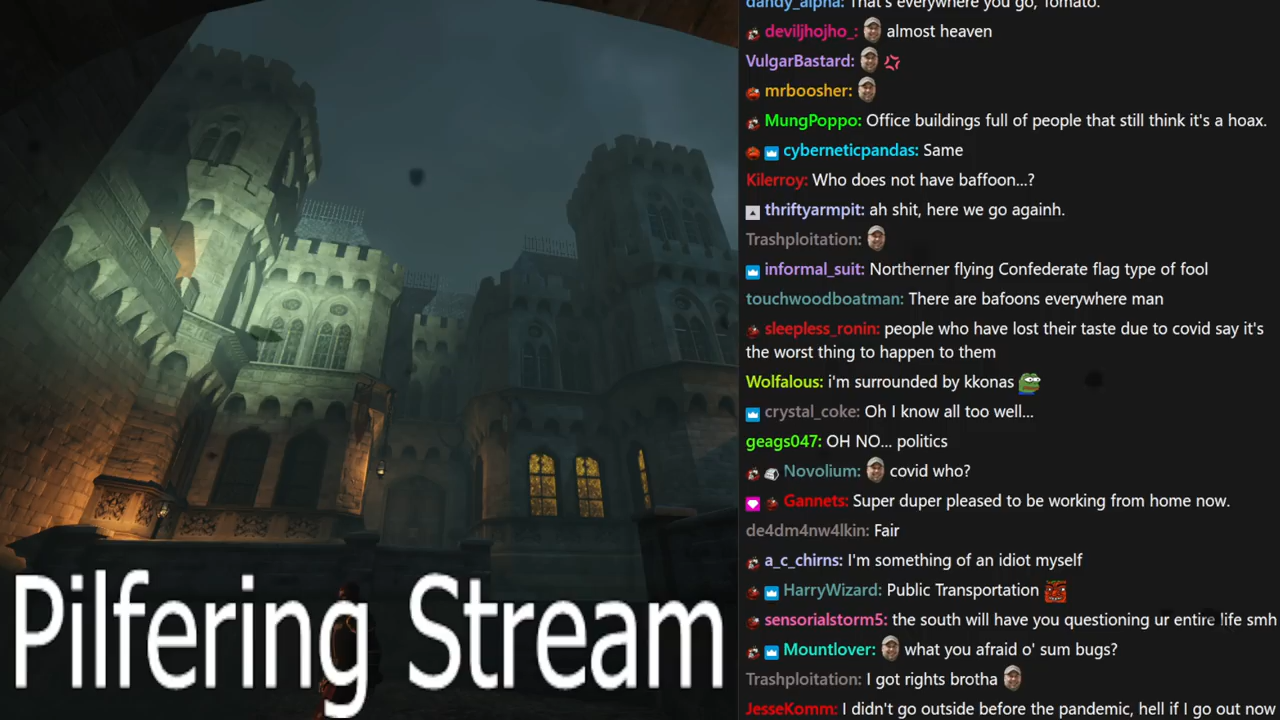 dandy_alpha: That's everywhere you go, Tomato.
deviljhojho_: almost heaven
VulgarBastard:
mrboosher:
MungPoppo: Office buildings full of people that still think it's a hoax.
cyberneticpandas: Same
Kilerroy: Who does not have baffoon...?
thriftyarmpit: ah shit, here we go againh.
Trashploitation:
informal_suit: Northerner flying Confederate flag type of fool
touchwoodboatman: There are bafoons everywhere man
sleepless_ronin: people who have lost their taste due to covid say it's
the worst thing to happen to them
Wolfalous: i'm surrounded by kkonas
crystal_coke: Oh I know all too well...
geags047: OH NO... politics
Novolium: covid who?
Gannets: Super duper pleased to be working from home now.
de4dm4nw4lkin: Fair
a_c_chirns: I'm something of an idiot myself
HarryWizard: Public Transportation
sensorialstorm5: the south will have you questioning ur entire life smh
Mountlover: what you afraid o' sum bugs?
Trashploitation: I got rights brotha
JesseKomm: I didn't go outside before the pandemic, hell if I go out now
Pilfering Stream